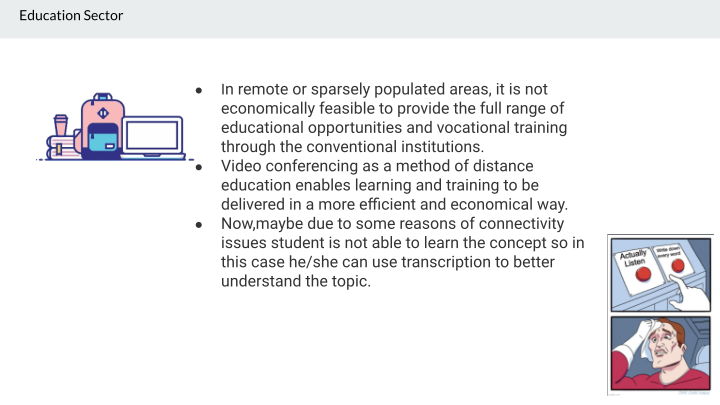 Education Sector
● In remote or sparsely populated areas, it is not
economically feasible to provide the full range of
educational opportunities and vocational training
through the conventional institutions.
● Video conferencing as a method of distance
education enables learning and training to be
delivered in a more efficient and economical way.
● Now,maybe due to some reasons of connectivity
issues student is not able to learn the concept so in
this case he/she can use transcription to better
understand the topic.
Actually
Listen
Write down
every word